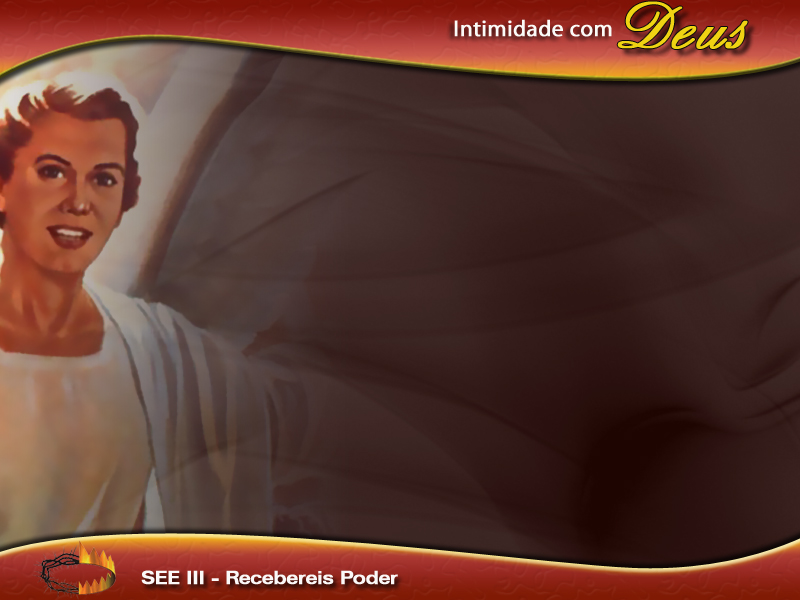 Intimidade com Deus
SEE III - Recebereis Poder